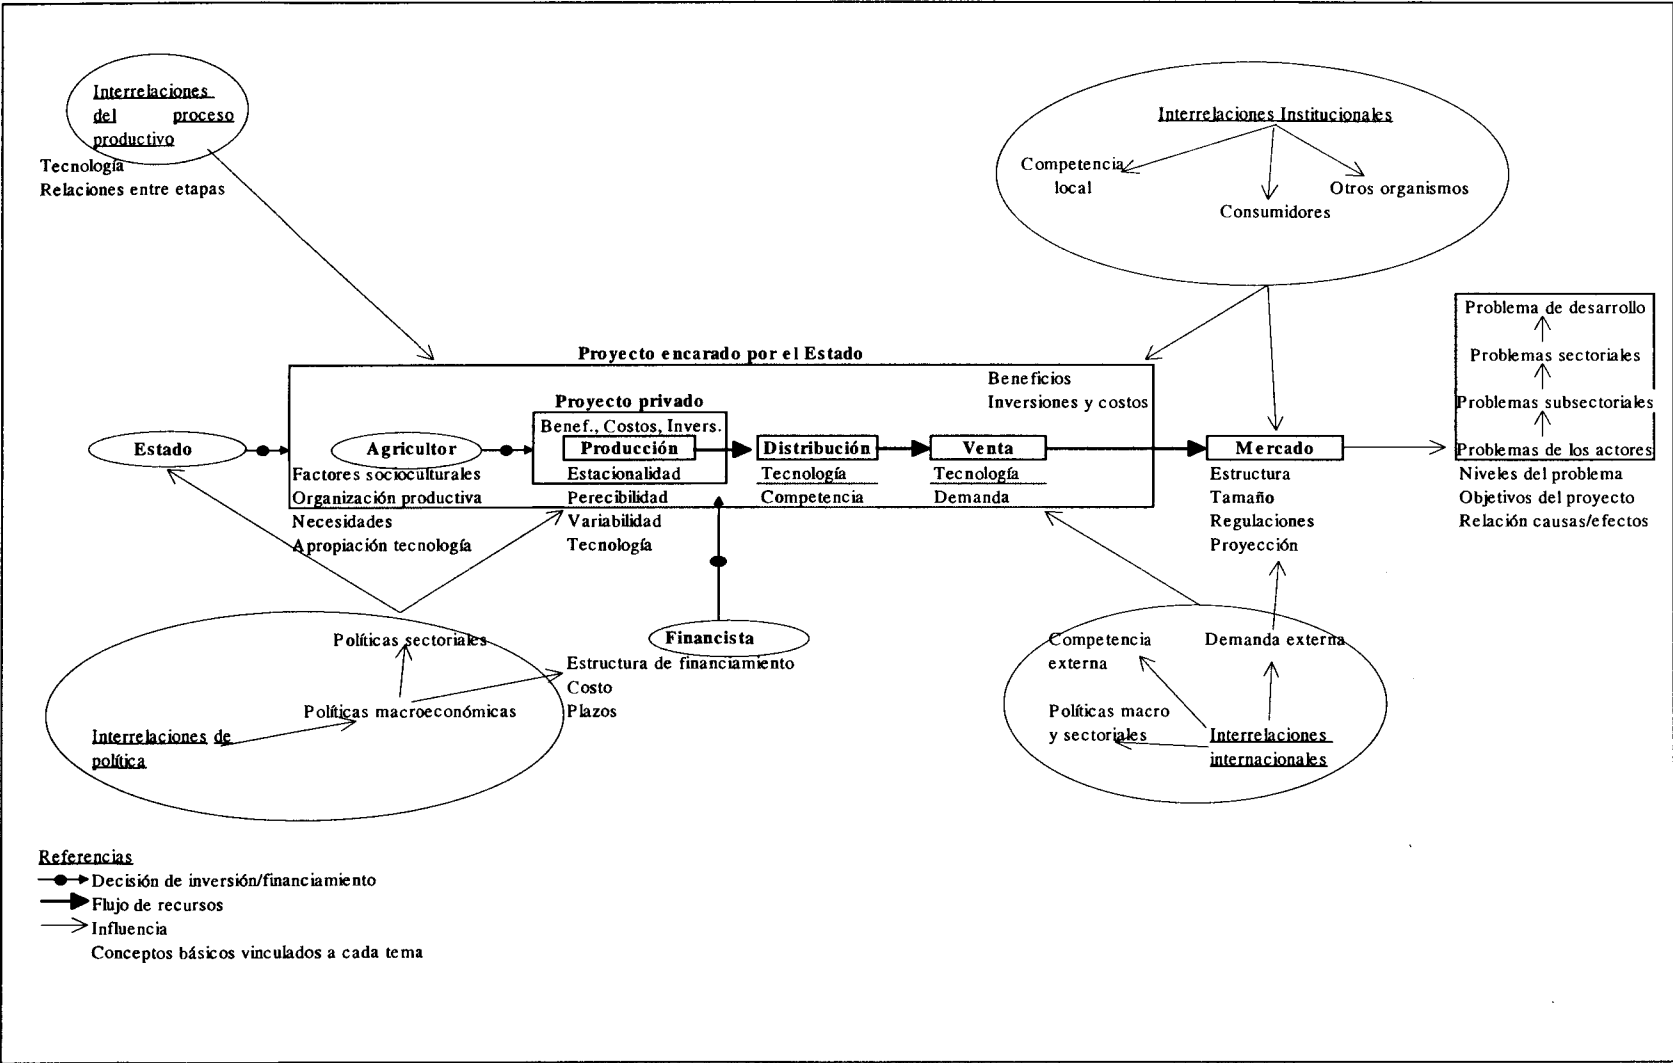 Interrelaciones
del proceso
productivo
Tecnología
Relaciones entre etapas
Interrelaciones Institucionales
Competencia
local
Otros organismos
Consumidores
Problema de desarrollo
Problemas sectoriales
Problemas subsectoriales
Problemas de los actores
Niveles del problema
Objetivos del proyecto
Relación causas/efectos
Proyecto encarado por el Estado
Beneficios
Inversiones y costos
Proyecto privado
Benef., Costos, Invers.
Estado
Agricultor
Factores socioculturales
Organización productiva
Necesidades
Apropiación tecnología
Producción
Estacionalidad
Perecibilidad
Variabilidad
Tecnología
Distribución
Tecnología
Competencia
Venta
Tecnología
Demanda
Mercado
Estructura
Tamaño
Regulaciones
Proyección
Políticas sectoriales
Políticas macroeconómicas
Interrelaciones de
política
Financista
Estructura de financiamiento
Costo
Plazos
Competencia
externa
Demanda externa
Políticas macro
y sectoriales
Interrelaciones
internacionales
Referencias
Decisión de inversión/financiamiento
Flujo de recursos
Influencia
Conceptos básicos vinculados a cada tema